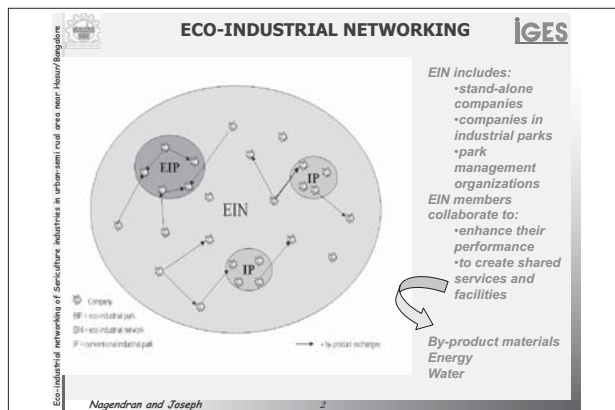 Eco-industrial networking of Sericulture industries in urban-semi rual area near Hosur/Bangalore
ECO-INDUSTRIAL NETWORKING
IGES
EIP
IP
EIN
IP
Company
EIP = eco-industrial park
EIN = eco-industrial network
IP = conventional industrial park
= by-product exchanges
EIN includes:
•stand-alone
companies
•companies in
industrial parks
•park
management
organizations
EIN members
collaborate to:
•enhance their
performance
•to create shared
services and
facilities
By-product materials
Energy
Water
Nagendran and Joseph
2